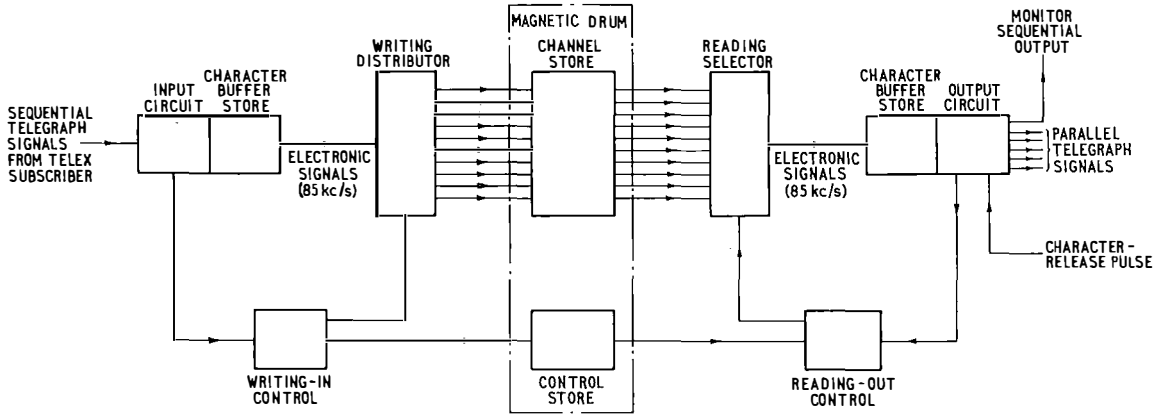 MAGNETIC DRUM
MONITOR
SEQUENTIAL
OUTPUT
WRITING
DISTRIBUTOR
CHANNEL
STORE
READING
SELECTOR
INPUT
CIRCUIT
CHARACTER
BUFFER
STORE
CHARACTER
BUFFER
STORE
OUTPUT
CIRCUIT
SEQUENTIAL
TELEGRAPH
SIGNALS
FROM TELEX
SUBSCRIBER
ELECTRONIC
SIGNALS
(85 kc/s)
ELECTRONIC
SIGNALS
(85 kc/s)
PARALLEL
TELEGRAPH
SIGNALS
CHARACTER-
RELEASE PULSE
WRITING-IN
CONTROL
CONTROL
STORE
READING-OUT
CONTROL